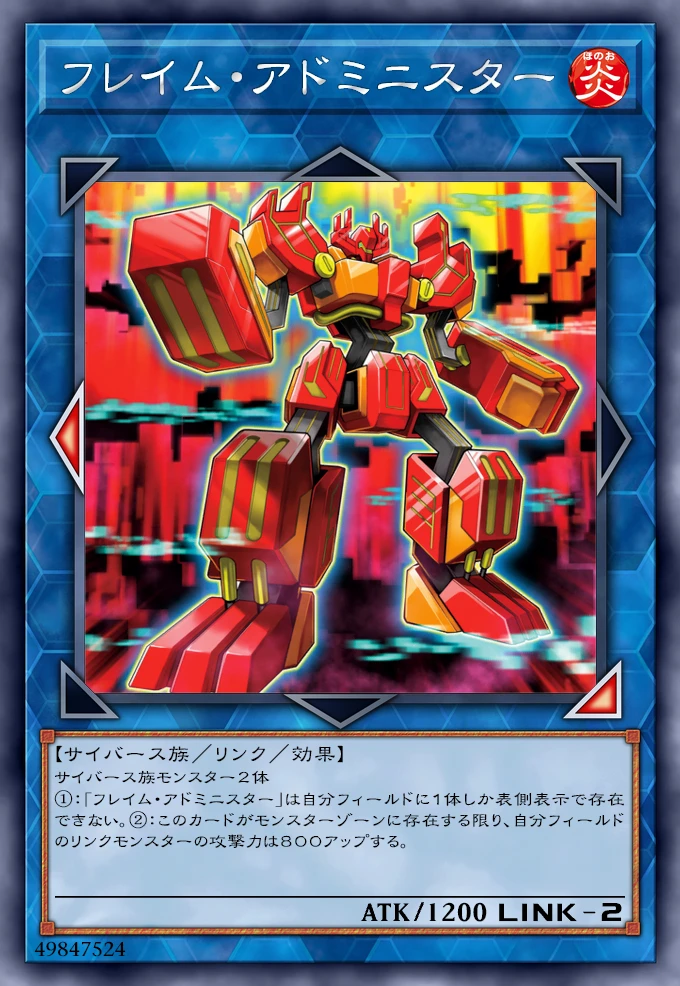 フレイム・アドミニスター
ほのお
炎
【サイバース族／リンク／効果】
サイバース族モンスター２体
①：「フレイム・アドミニスター」は自分フィールドに１体しか表側表示で存在
できない。②：このカードがモンスターゾーンに存在する限り、自分フィールド
のリンクモンスターの攻撃力は８００アップする。
ATK/1200 LINK－2
49847524